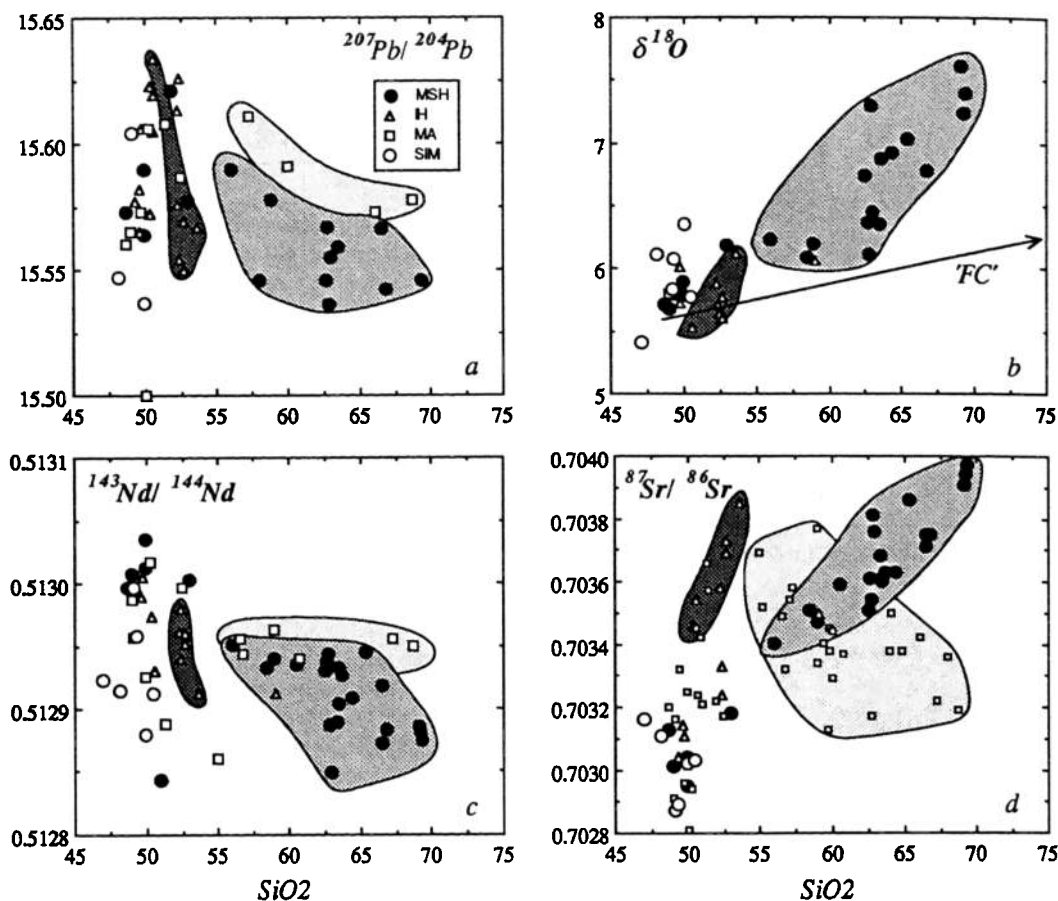 15.65
15.60
15.55
15.50
²⁰⁷Pb/ ²⁰⁴Pb
MSH
IH
MA
SIM
a
45 50 55 60 65 70 75
8
7
6
5
δ¹⁸O
'FC'
b
45 50 55 60 65 70 75
0.5131
0.5130
0.5129
0.5128
¹⁴³Nd/ ¹⁴⁴Nd
c
45 50 55 60 65 70 75
SiO2
0.7040
0.7038
0.7036
0.7034
0.7032
0.7030
0.7028
⁸⁷Sr/ ⁸⁶Sr
d
45 50 55 60 65 70 75
SiO2